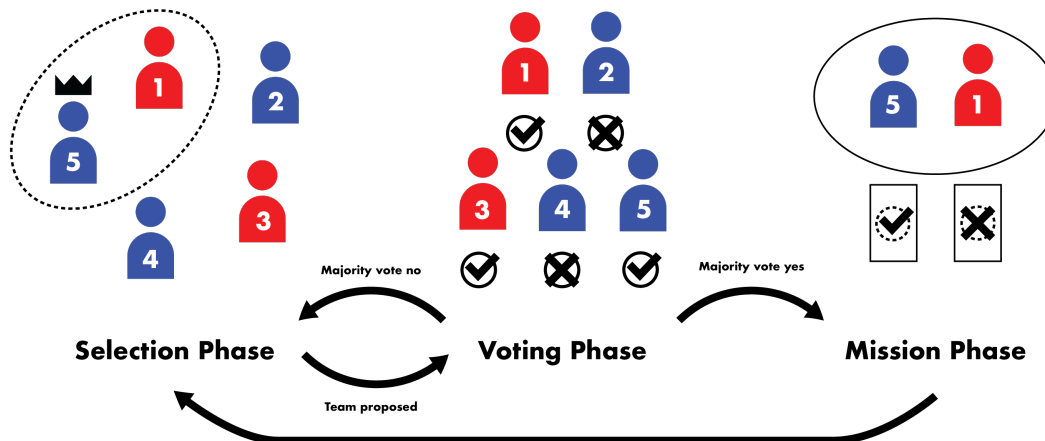 1
2
5
3
4
1
2
3
4
5
5
1
Majority vote no
Majority vote yes
Selection Phase
Voting Phase
Mission Phase
Team proposed